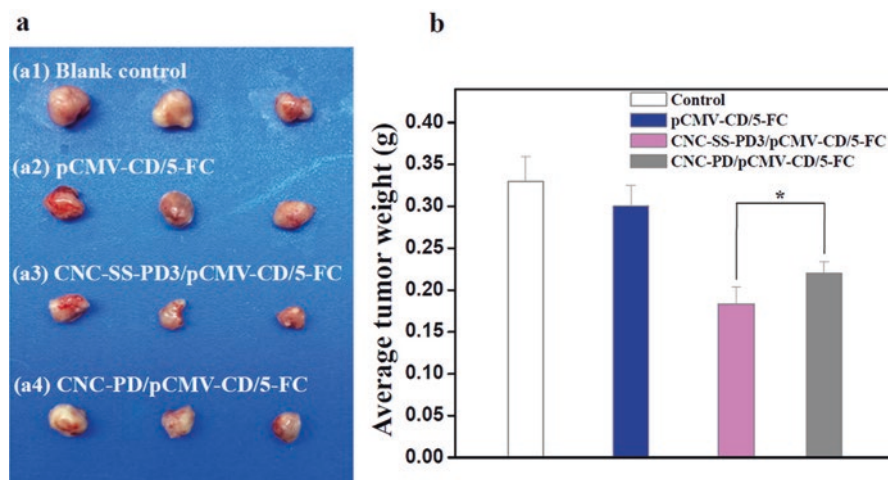 a
(a1) Blank control
(a2) pCMV-CD/5-FC
(a3) CNC-SS-PD3/pCMV-CD/5-FC
(a4) CNC-PD/pCMV-CD/5-FC
b
Control
pCMV-CD/5-FC
CNC-SS-PD3/pCMV-CD/5-FC
CNC-PD/pCMV-CD/5-FC
*
Average tumor weight (g)
0.40
0.35
0.30
0.25
0.20
0.15
0.10
0.05
0.00